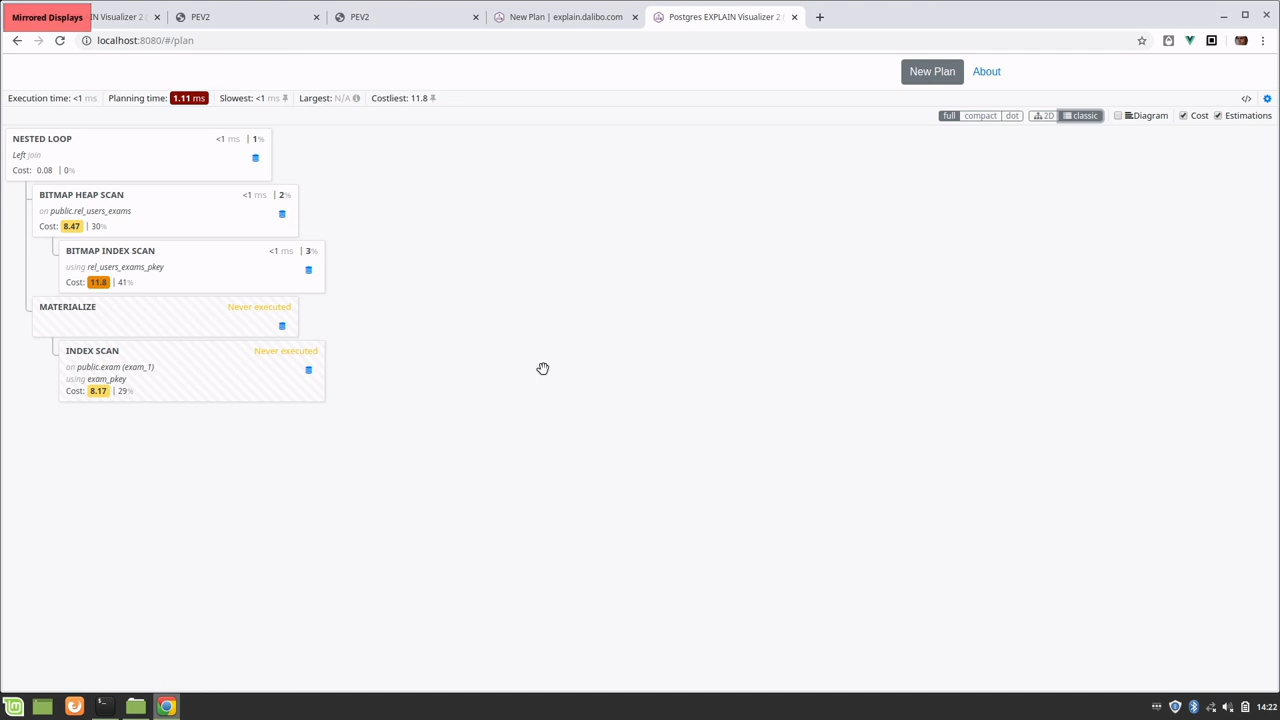 Mirrored Displays
AIN Visualizer 2
PEV2
PEV2
New Plan | explain.dalibo.com
Postgres EXPLAIN Visualizer 2
localhost:8080/#/plan
New Plan
About
Execution time: <1 ms
Planning time: 1.11 ms
Slowest: <1 ms
Largest: N/A
Costliest: 11.8
full compact dot
2D classic
Diagram
Cost
Estimations
NESTED LOOP
<1 ms | 1%
Left join
Cost: 0.08 | 0%
BITMAP HEAP SCAN
<1 ms | 2%
on public.rel_users_exams
Cost: 8.47 | 30%
BITMAP INDEX SCAN
<1 ms | 3%
using rel_users_exams_pkey
Cost: 11.8 | 41%
MATERIALIZE
Never executed
INDEX SCAN
Never executed
on public.exam (exam_1)
using exam_pkey
Cost: 8.17 | 29%
14:22